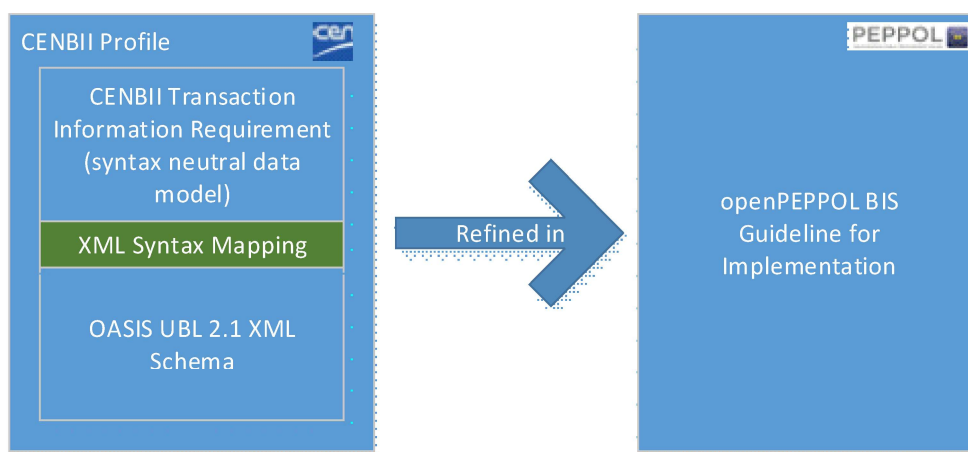 CENBII Profile
cen
CENBII Transaction
Information Requirement
(syntax neutral data
model)
XML Syntax Mapping
OASIS UBL 2.1 XML
Schema
Refined in
PEPPOL
openPEPPOL BIS
Guideline for
Implementation